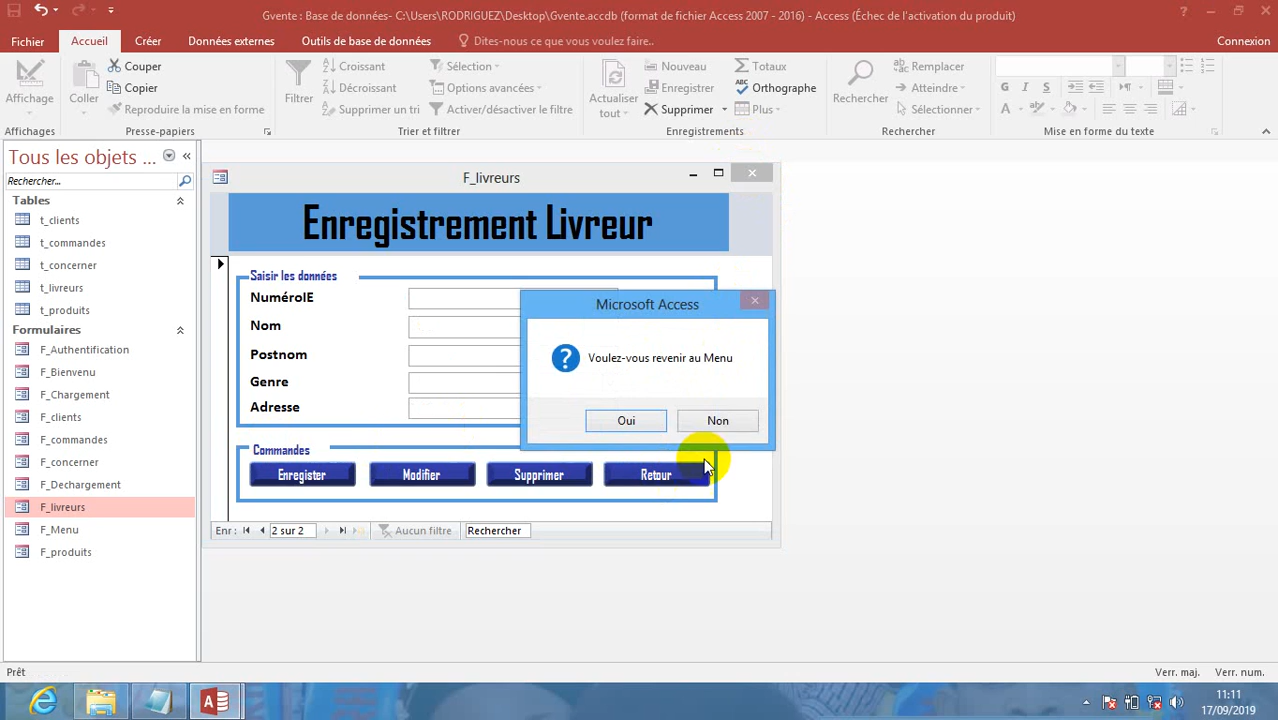 Gvente : Base de données- C:\Users\RODRIGUEZ\Desktop\Gvente.accdb (format de fichier Access 2007 - 2016) - Access (Échec de l'activation du produit)
Fichier Accueil Créer Données externes Outils de base de données Dites-nous ce que vous voulez faire.. Connexion
Affichage
Coller
Couper
Copier
Reproduire la mise en forme
Filtrer
Croissant
Décroissant
Supprimer un tri
Sélection
Options avancées
Activer/désactiver le filtre
Actualiser
tout
Nouveau
Enregistrer
Supprimer
Totaux
Orthographe
Plus
Rechercher
Remplacer
Atteindre
Sélectionner
G I S
A
Affichages Presse-papiers Trier et filtrer Enregistrements Rechercher Mise en forme du texte
Tous les objets ...
Rechercher...
Tables
t_clients
t_commandes
t_concerner
t_livreurs
t_produits
Formulaires
F_Authentification
F_Bienvenu
F_Chargement
F_clients
F_commandes
F_concerner
F_Dechargement
F_livreurs
F_Menu
F_produits
F_livreurs
Enregistrement Livreur
Saisir les données
NumérolE
Nom
Postnom
Genre
Adresse
Microsoft Access
Voulez-vous revenir au Menu
Oui Non
Commandes
Enregister Modifier Supprimer Retour
Enr : 2 sur 2 Aucun filtre Rechercher
Prêt Verr. maj. Verr. num.
11:11
17/09/2019